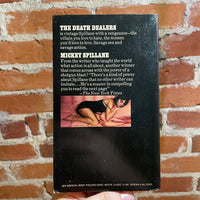 THE DEATH DEALERS
is vintage Spillane with a vengeance—the
villain you love to hate, the women
you'd love to love. Savage sex and
savage action.
MICKEY SPILLANE
From the writer who taught the world
what action is all about, another winner
that comes across with the power of a
shotgun blast! "There's a kind of power
about Spillane that no other writer can
imitate....He's a master in compelling
you to read the next page"
—The New York Times